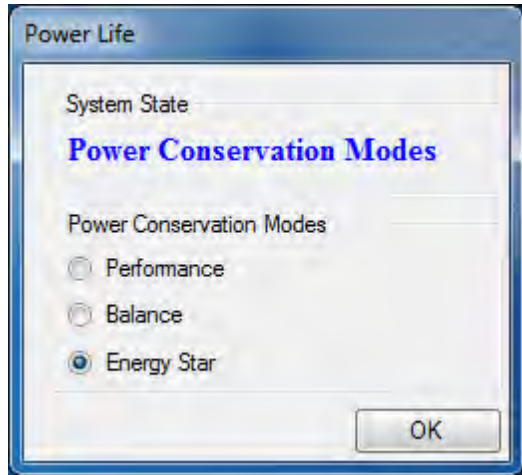 Power Life
System State
Power Conservation Modes
Power Conservation Modes
Performance
Balance
Energy Star
OK